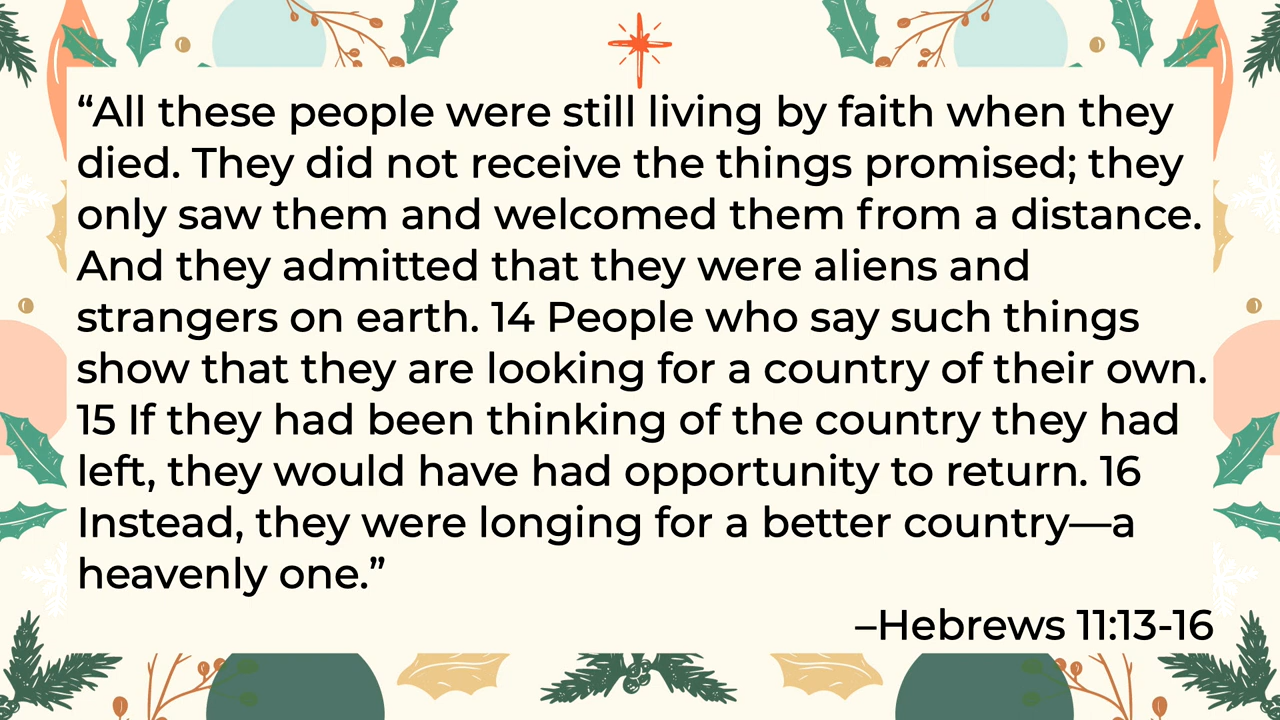 “All these people were still living by faith when they
died. They did not receive the things promised; they
only saw them and welcomed them from a distance.
And they admitted that they were aliens and
strangers on earth. 14 People who say such things
show that they are looking for a country of their own.
15 If they had been thinking of the country they had
left, they would have had opportunity to return. 16
Instead, they were longing for a better country—a
heavenly one.”
–Hebrews 11:13-16